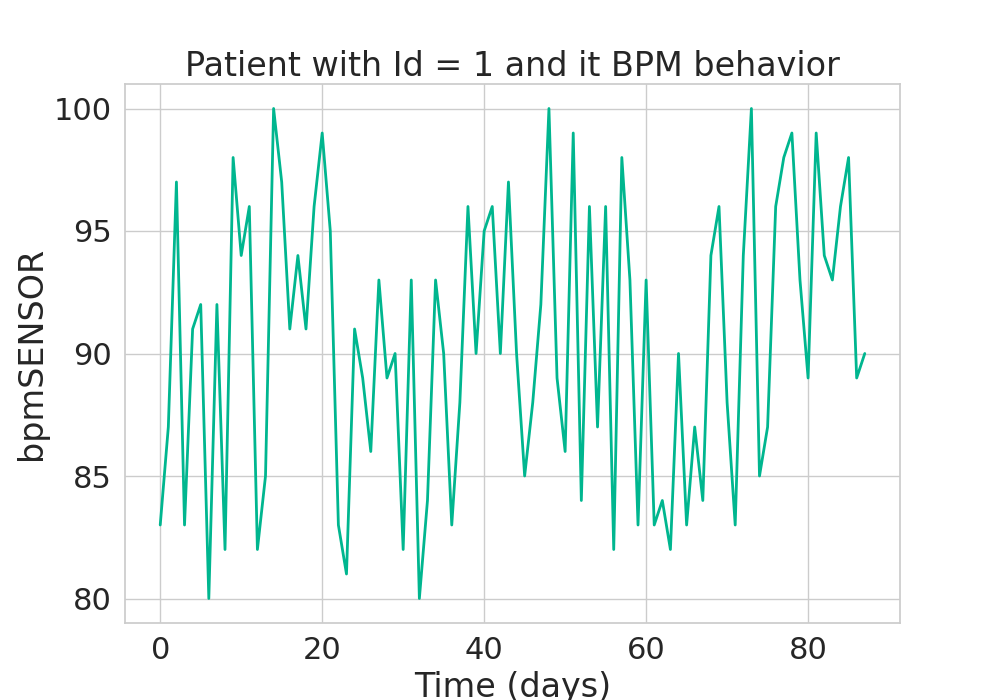 Patient with Id = 1 and it BPM behavior
100
95
90
85
80
bpmSENSOR
0 20 40 60 80
Time (days)